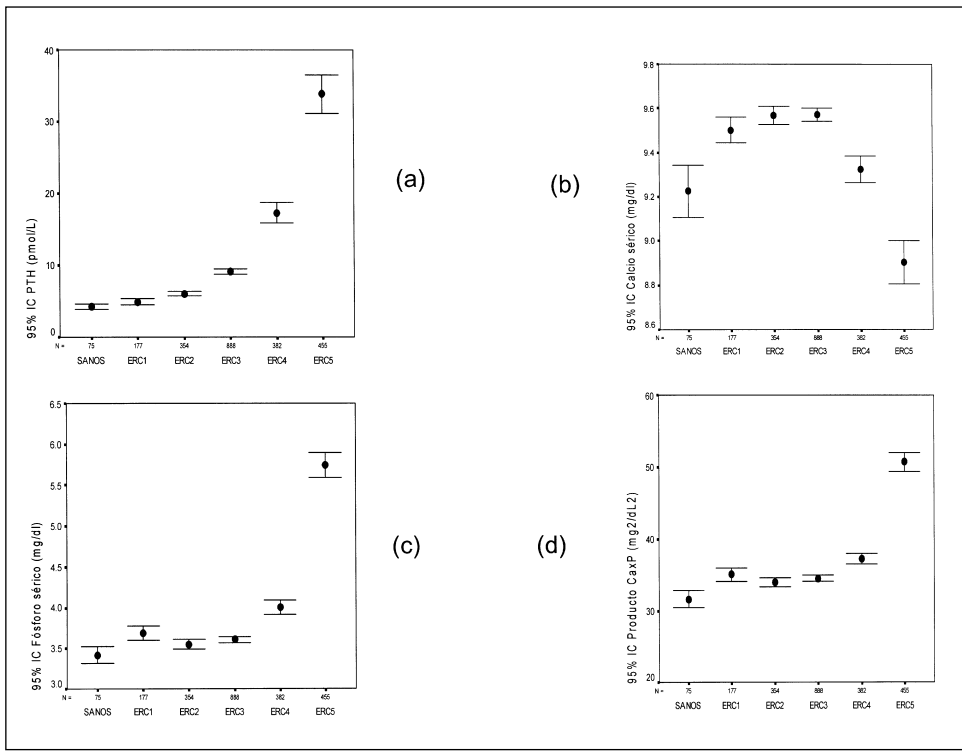 95% IC PTH (pmol/L)
40
30
20
10
0
N = 75 177 354 888 382 455
SANOS ERC1 ERC2 ERC3 ERC4 ERC5
(a)
(b)
95% IC Calcio sérico (mg/dl)
9.8
9.6
9.4
9.2
9.0
8.8
8.6
N = 75 177 354 888 382 455
SANOS ERC1 ERC2 ERC3 ERC4 ERC5
95% IC Fósforo sérico (mg/dl)
6.5
6.0
5.5
5.0
4.5
4.0
3.5
3.0
N = 75 177 354 888 382 455
SANOS ERC1 ERC2 ERC3 ERC4 ERC5
(c)
(d)
95% IC Producto CaxP (mg2/dL2)
60
50
40
30
20
N = 75 177 354 888 382 455
SANOS ERC1 ERC2 ERC3 ERC4 ERC5